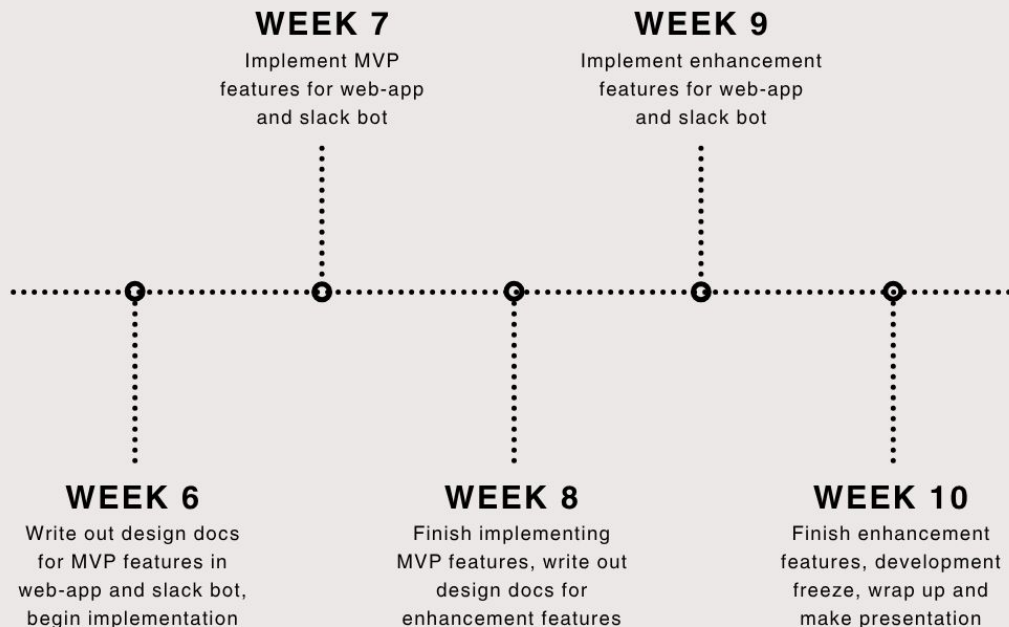 WEEK 7
Implement MVP
features for web-app
and slack bot
WEEK 9
Implement enhancement
features for web-app
and slack bot
WEEK 6
Write out design docs
for MVP features in
web-app and slack bot,
begin implementation
WEEK 8
Finish implementing
MVP features, write out
design docs for
enhancement features
WEEK 10
Finish enhancement
features, development
freeze, wrap up and
make presentation